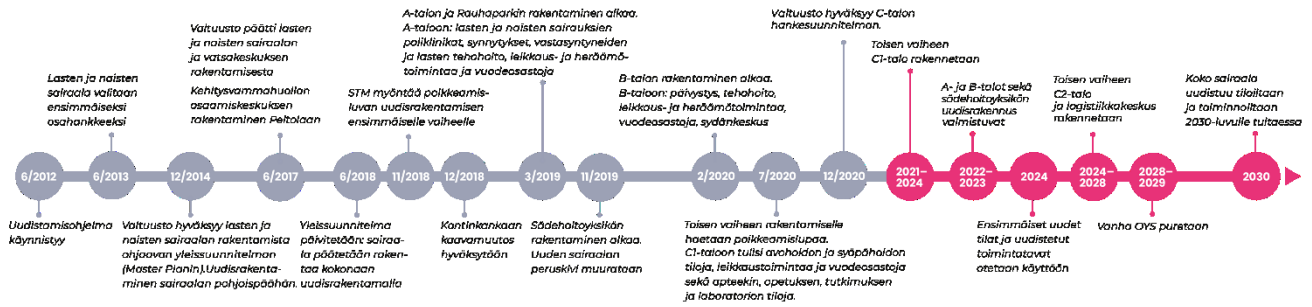 Lasten ja naisten
sairaala valitaan
ensimmäiseksi
osahankkeeksi
Valtuusto päätti lasten
ja naisten sairaalan
ja vatsakeskuksen
rakentamisesta
Kehitysvammahuollon
osaamiskeskuksen
rakentaminen Peltolaan
STM myöntää poikkeamis-
luvan uudisrakentamisen
ensimmäiselle vaiheelle
A-talon ja Rauhaparkin rakentaminen alkaa.
A-taloon: lasten ja naisten sairauksien
poliklinikat, synnytykset, vastasyntyneiden
ja lasten tehohoito, leikkaus- ja heräämö-
toimintaa ja vuodeosastoja
B-talon rakentaminen alkaa.
B-taloon: päivystys, tehohoito,
leikkaus- ja heräämötoimintaa,
vuodeosastoja, sydänkeskus
Valtuusto hyväksyy C-talon
hankesuunnitelman.
Toisen vaiheen
C1-talo rakennetaan
A- ja B-talot sekä
sädehoitoyksikön
uudisrakennus
valmistuvat
Toisen vaiheen
C2-talo
ja logistiikkakeskus
rakennetaan
Koko sairaala
uudistuu tiloiltaan
ja toiminnoiltaan
2030-luvulle tultaessa
6/2012
6/2013
12/2014
6/2017
6/2018
11/2018
12/2018
3/2019
11/2019
2/2020
7/2020
12/2020
2021–
2024
2022–
2023
2024
2024–
2028
2028–
2029
2030
Uudistamisohjelma
käynnistyy
Valtuusto hyväksyy lasten ja
naisten sairaalan rakentamista
ohjaavan yleissuunnitelman
(Master Planin).Uudisrakenta-
minen sairaalan pohjoispäähän.
Yleissuunnitelma
päivitetään: sairaa-
la päätetään raken-
taa kokonaan
uudisrakentamalla
Kontinkankaan
kaavamuutos
hyväksytään
Sädehoitoyksikön
rakentaminen alkaa.
Uuden sairaalan
peruskivi muurataan
Toisen vaiheen rakentamiselle
haetaan poikkeamislupaa.
C1-taloon tulisi avohoidon ja syöpähoidon
tiloja, leikkaustoimintaa ja vuodeosastoja
sekä apteekin, opetuksen, tutkimuksen
ja laboratorion tiloja.
Ensimmäiset uudet
tilat ja uudistetut
toimintatavat
otetaan käyttöön
Vanha OYS puretaan